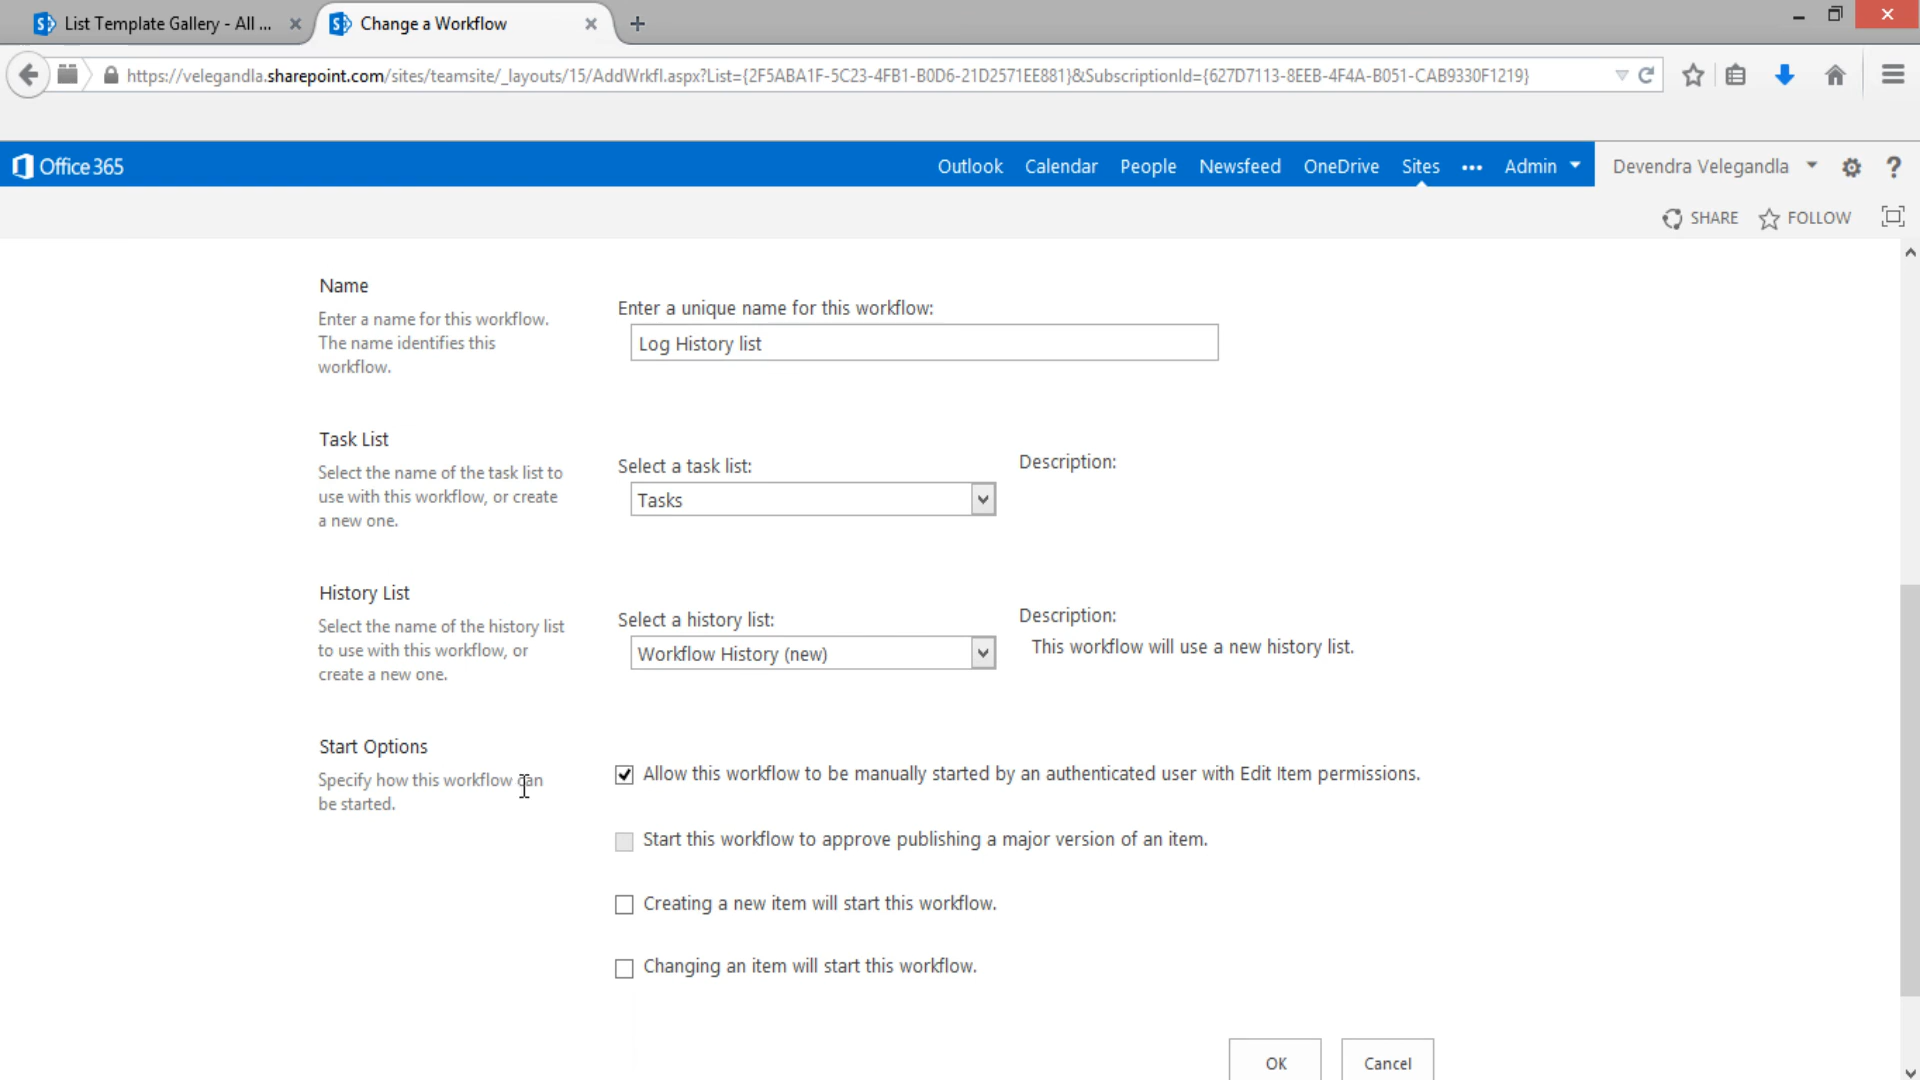 List Template Gallery - All ...
Change a Workflow
https://velegandla.sharepoint.com/sites/teamsite/_layouts/15/AddWrkfl.aspx?List={2F5ABA1F-5C23-4FB1-B0D6-21D2571EE881}&SubscriptionId={627D7113-8EEB-4F4A-B051-CAB9330F1219}
Office 365
Outlook Calendar People Newsfeed OneDrive Sites ••• Admin Devendra Velegandla ?
SHARE FOLLOW
Name
Enter a name for this workflow.
The name identifies this
workflow.
Enter a unique name for this workflow:
Log History list
Task List
Select the name of the task list to
use with this workflow, or create
a new one.
Select a task list:
Tasks
Description:
History List
Select the name of the history list
to use with this workflow, or
create a new one.
Select a history list:
Workflow History (new)
Description:
This workflow will use a new history list.
Start Options
Specify how this workflow can
be started.
Allow this workflow to be manually started by an authenticated user with Edit Item permissions.
Start this workflow to approve publishing a major version of an item.
Creating a new item will start this workflow.
Changing an item will start this workflow.
OK Cancel